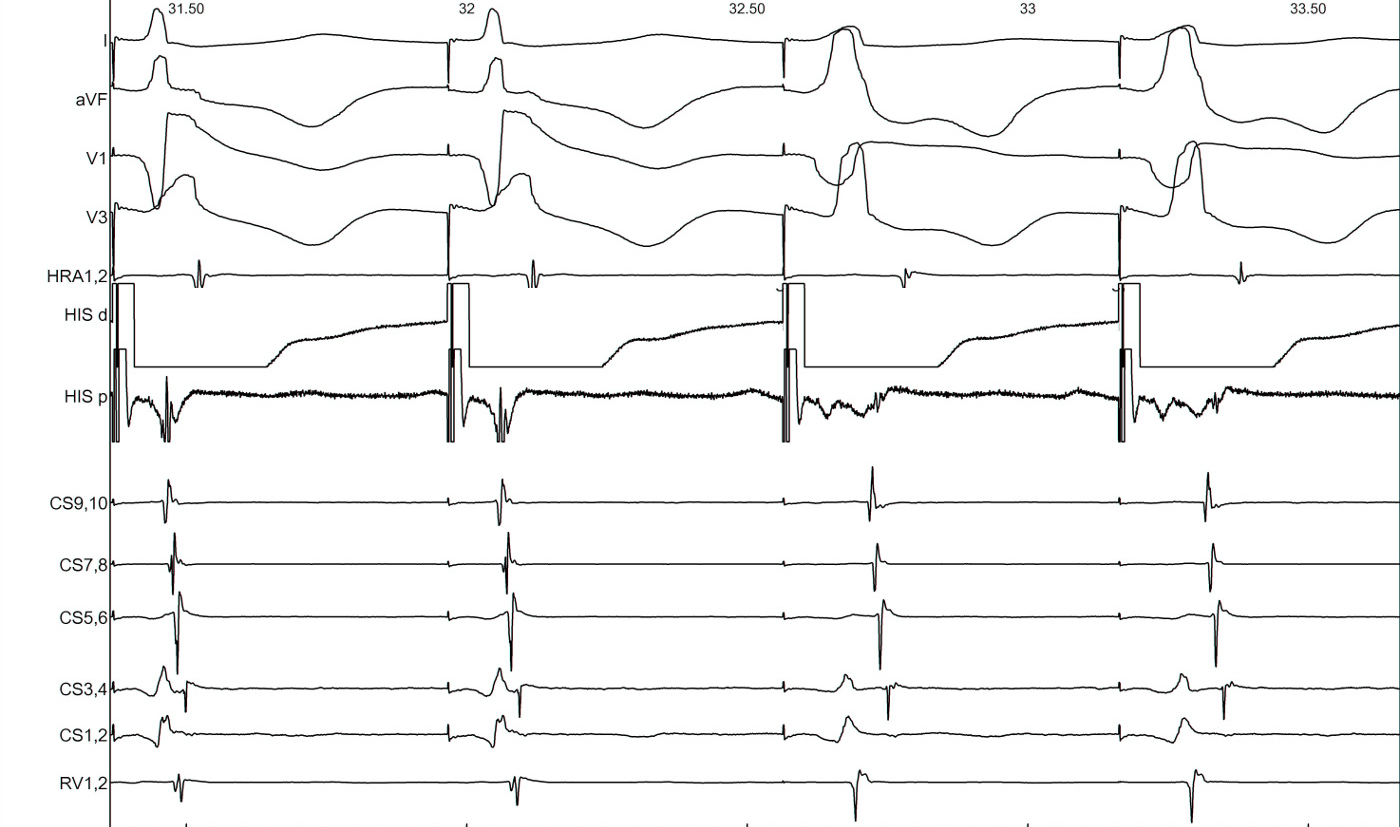 31.50 32 32.50 33 33.50
I
aVF
V1
V3
HRA1,2
HIS d
HIS p
CS9,10
CS7,8
CS5,6
CS3,4
CS1,2
RV1,2